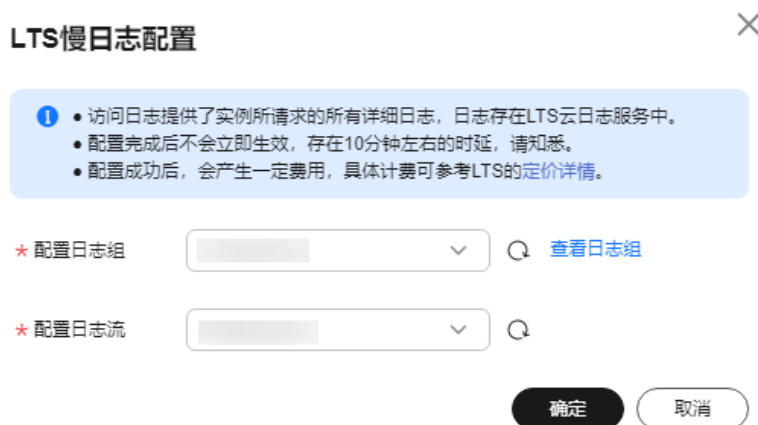 LTS慢日志配置
● 访问日志提供了实例所请求的所有详细日志，日志存在LTS云日志服务中。
● 配置完成后不会立即生效，存在10分钟左右的时延，请知悉。
● 配置成功后，会产生一定费用，具体计费可参考LTS的定价详情。
* 配置日志组 查看日志组
* 配置日志流
确定 取消